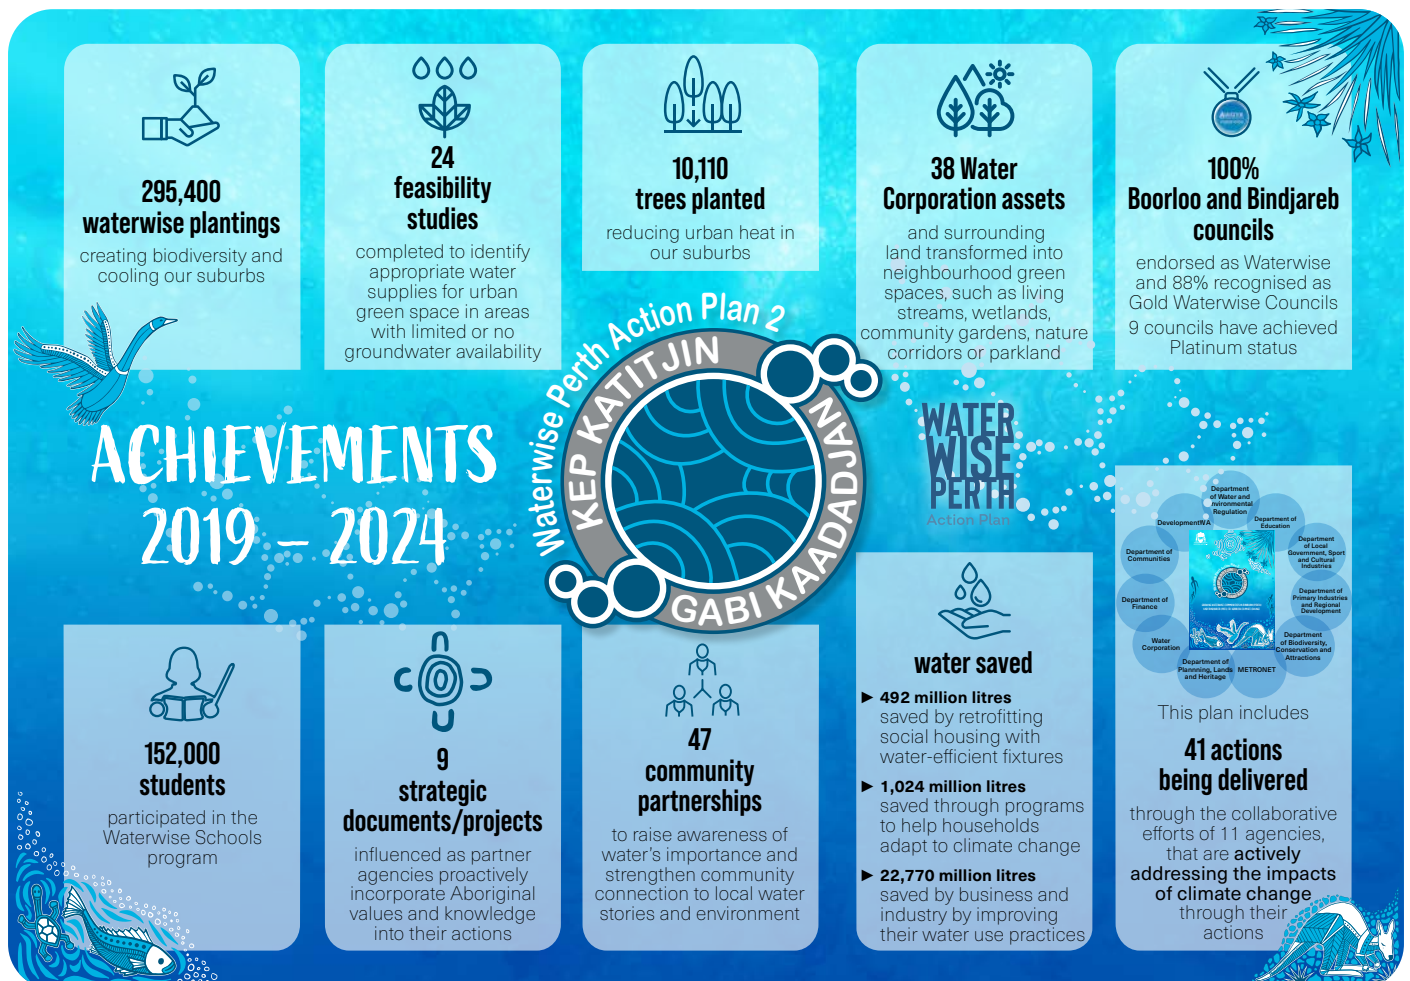 295,400
waterwise plantings
creating biodiversity and
cooling our suburbs
24
feasibility
studies
completed to identify
appropriate water
supplies for urban
green space in areas
with limited or no
groundwater availability
10,110
trees planted
reducing urban heat in
our suburbs
38 Water
Corporation assets
and surrounding
land transformed into
neighbourhood green
spaces, such as living
streams, wetlands,
community gardens, nature
corridors or parkland
100%
Boorloo and Bindjareb
councils
endorsed as Waterwise
and 88% recognised as
Gold Waterwise Councils
9 councils have achieved
Platinum status
ACHIEVEMENTS
2019 – 2024
Waterwise Perth Action Plan 2
KEP KATITJIN
GABI KAADADJAN
WATER
WISE
PERTH
Action Plan
152,000
students
participated in the
Waterwise Schools
program
9
strategic
documents/projects
influenced as partner
agencies proactively
incorporate Aboriginal
values and knowledge
into their actions
47
community
partnerships
to raise awareness of
water's importance and
strengthen community
connection to local water
stories and environment
water saved
► 492 million litres
saved by retrofitting
social housing with
water-efficient fixtures
► 1,024 million litres
saved through programs
to help households
adapt to climate change
► 22,770 million litres
saved by business and
industry by improving
their water use practices
Department
of Water and
Environmental
Regulation
Department of
Education
Department
of Local
Government, Sport
and Cultural
Industries
Department of
Primary Industries
and Regional
Development
Department
of Biodiversity,
Conservation and
Attractions
METRONET
Department of
Plannning, Lands
and Heritage
Water
Corporation
Department of
Finance
Department of
Communities
DevelopmentWA
This plan includes
41 actions
being delivered
through the collaborative
efforts of 11 agencies,
that are actively
addressing the impacts
of climate change
through their
actions